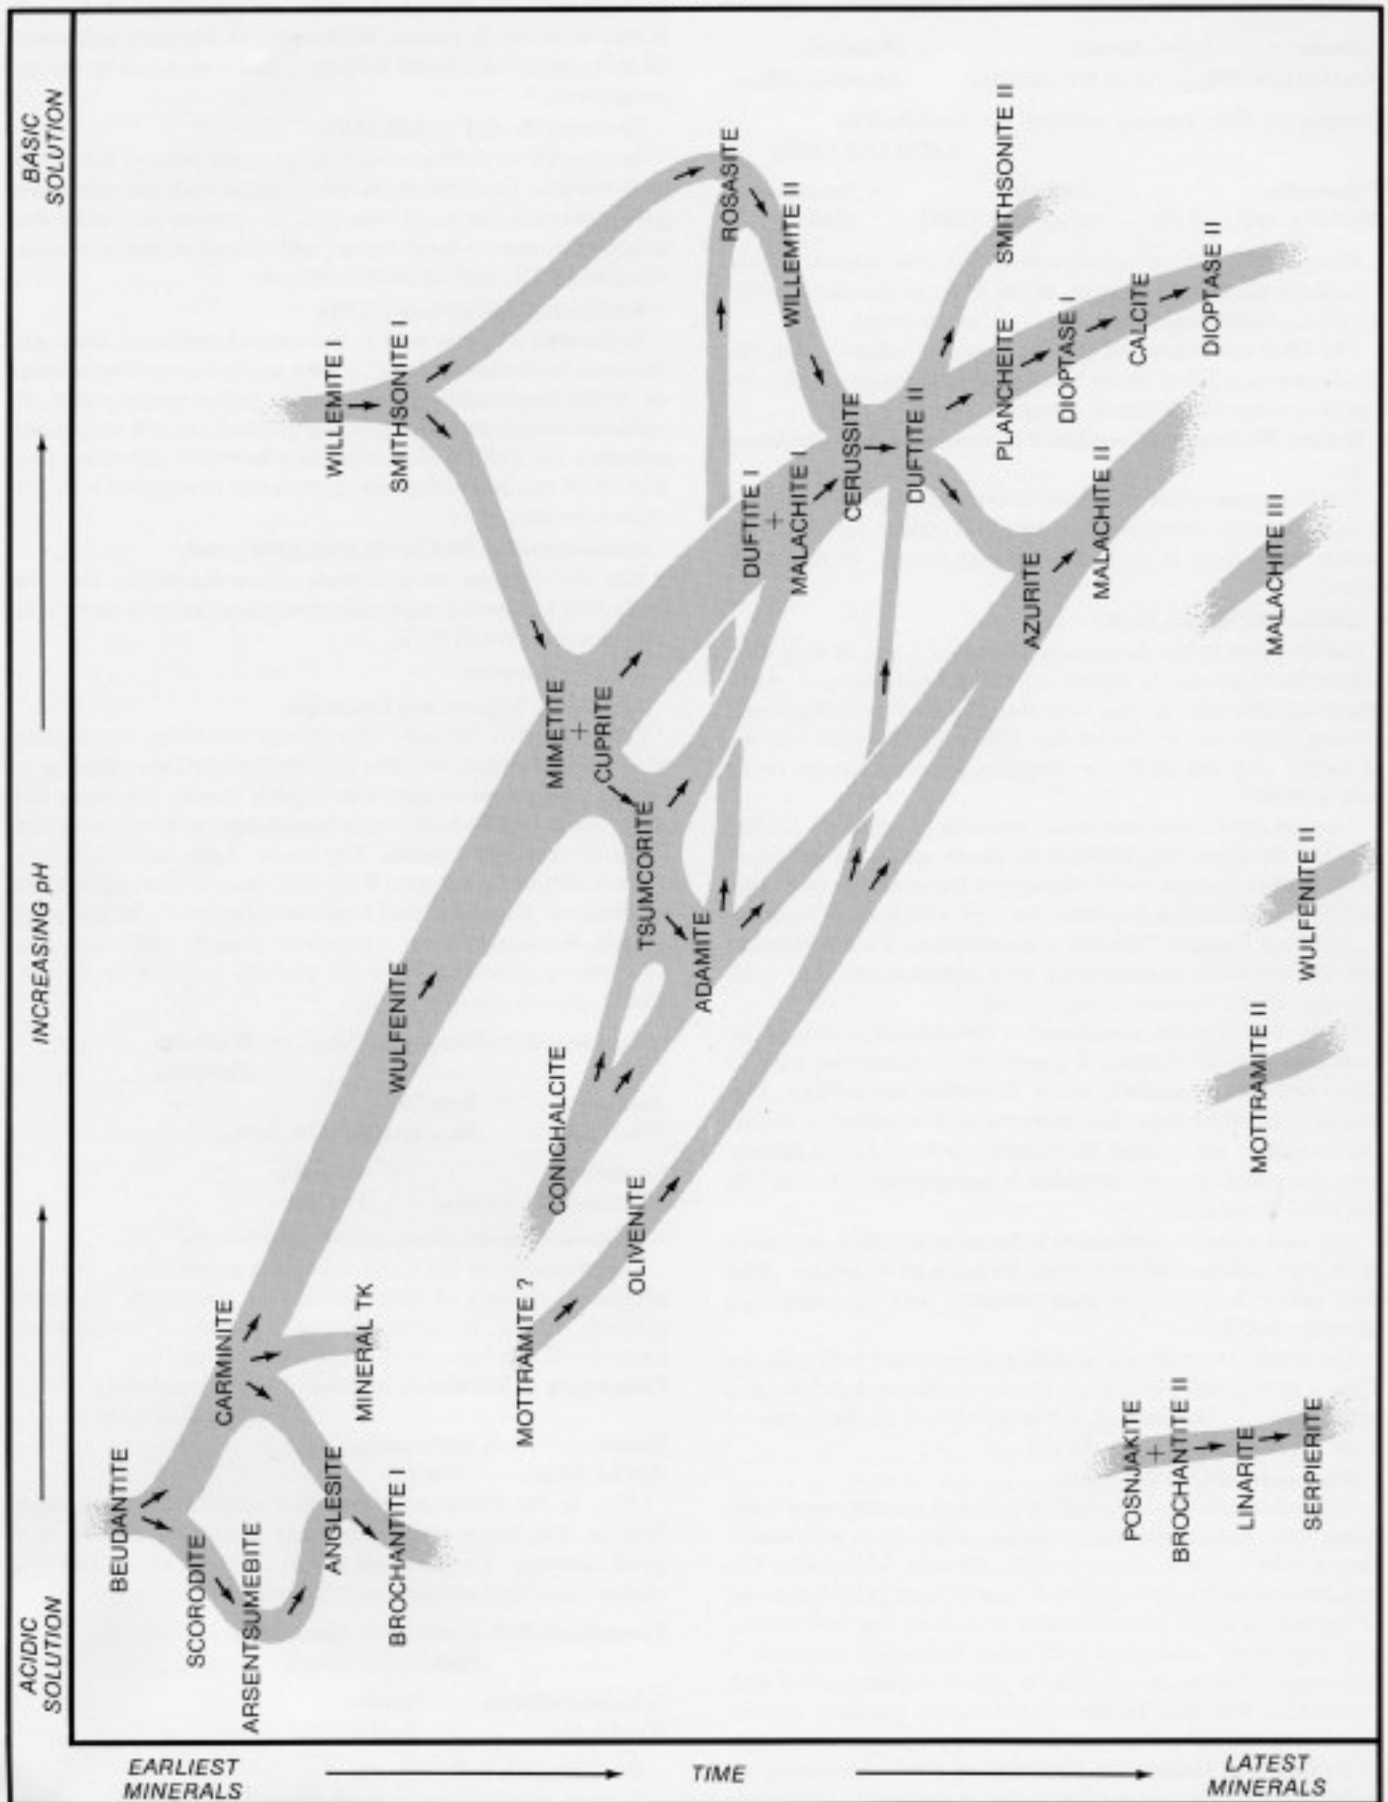 ACIDIC
SOLUTION
INCREASING pH
BASIC
SOLUTION
EARLIEST
MINERALS
TIME
LATEST
MINERALS
BEUDANTITE
SCORODITE
ARSENTSUMEBITE
CARMINITE
ANGLESITE
BROCHANTITE I
MINERAL TK
WULFENITE
WILLEMITE I
SMITHSONITE I
MOTTRAMITE ?
CONICHALCITE
OLIVENITE
MIMETITE
+
CUPRITE
TSUMCORITE
ADAMITE
ROSASITE
WILLEMITE II
DUFTITE I
+
MALACHITE I
CERUSSITE
DUFTITE II
SMITHSONITE II
PLANCHEITE
DIOPTASE I
CALCITE
DIOPTASE II
AZURITE
MALACHITE II
MALACHITE III
WULFENITE II
MOTTRAMITE II
POSNJAKITE
+
BROCHANTITE II
LINARITE
SERPIERITE